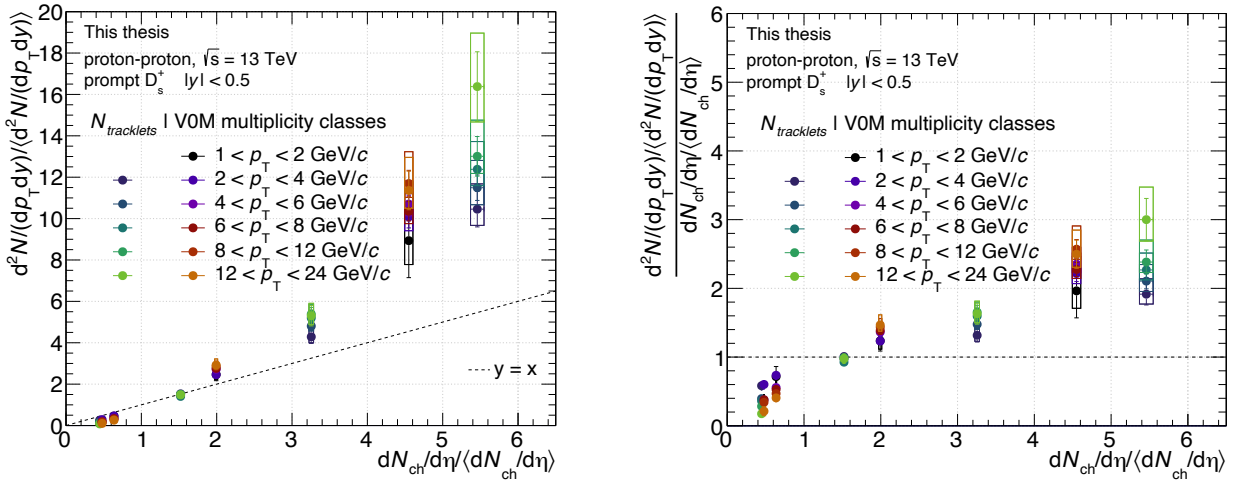 d²N/(dp_T dy)/⟨d²N/(dp_T dy)⟩
20
18
16
14
12
10
8
6
4
2
0
This thesis
proton-proton, √s = 13 TeV
prompt D_s^+ |y| < 0.5
N_tracklets | V0M multiplicity classes
1 < p_T < 2 GeV/c
2 < p_T < 4 GeV/c
4 < p_T < 6 GeV/c
6 < p_T < 8 GeV/c
8 < p_T < 12 GeV/c
12 < p_T < 24 GeV/c
y = x
0 1 2 3 4 5 6
dN_ch/dη/⟨dN_ch/dη⟩
d²N/(dp_T dy)/⟨d²N/(dp_T dy)⟩
dN_ch/dη/⟨dN_ch/dη⟩
6
5
4
3
2
1
0
This thesis
proton-proton, √s = 13 TeV
prompt D_s^+ |y| < 0.5
N_tracklets | V0M multiplicity classes
1 < p_T < 2 GeV/c
2 < p_T < 4 GeV/c
4 < p_T < 6 GeV/c
6 < p_T < 8 GeV/c
8 < p_T < 12 GeV/c
12 < p_T < 24 GeV/c
0 1 2 3 4 5 6
dN_ch/dη/⟨dN_ch/dη⟩